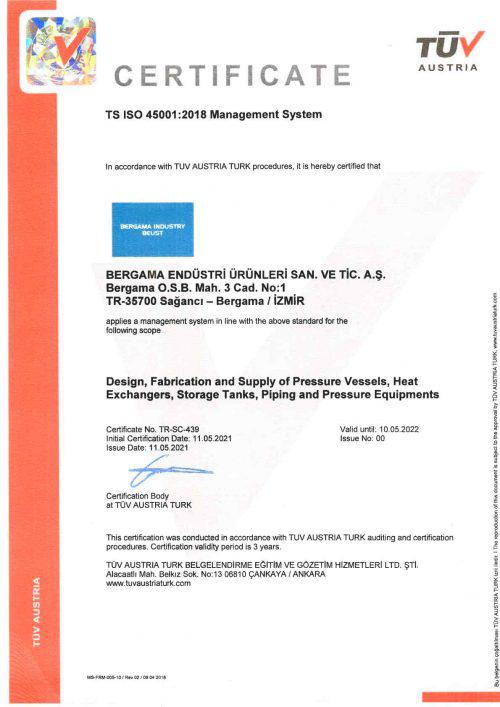 TÜV
AUSTRIA
CERTIFICATE
TS ISO 45001:2018 Management System
In accordance with TUV AUSTRIA TURK procedures, it is hereby certified that
BERGAMA INDUSTRY
BEUST
BERGAMA ENDÜSTRİ ÜRÜNLERİ SAN. VE TİC. A.Ş.
Bergama O.S.B. Mah. 3 Cad. No:1
TR-35700 Sağancı – Bergama / İZMİR
applies a management system in line with the above standard for the
following scope
Design, Fabrication and Supply of Pressure Vessels, Heat
Exchangers, Storage Tanks, Piping and Pressure Equipments
Certificate No. TR-SC-439
Initial Certification Date: 11.05.2021
Issue Date: 11.05.2021
Valid until: 10.05.2022
Issue No: 00
Certification Body
at TÜV AUSTRIA TURK
This certification was conducted in accordance with TUV AUSTRIA TURK auditing and certification
procedures. Certification validity period is 3 years.
TÜV AUSTRIA TURK BELGELENDİRME EĞİTİM VE GÖZETİM HİZMETLERİ LTD. ŞTİ.
Alacaatlı Mah. Belkız Sok. No:13 06810 ÇANKAYA / ANKARA
www.tuvaustriaturk.com
MS-FRM-005-10 / Rev 02 / 09 04 2018
TÜV AUSTRIA
Bu belgenin çoğaltılması TÜV AUSTRIA TURK izni iledir. I The reproduction of this document is subject to the approval by TÜV AUSTRIA TURK, www.tuvaustriaturk.com